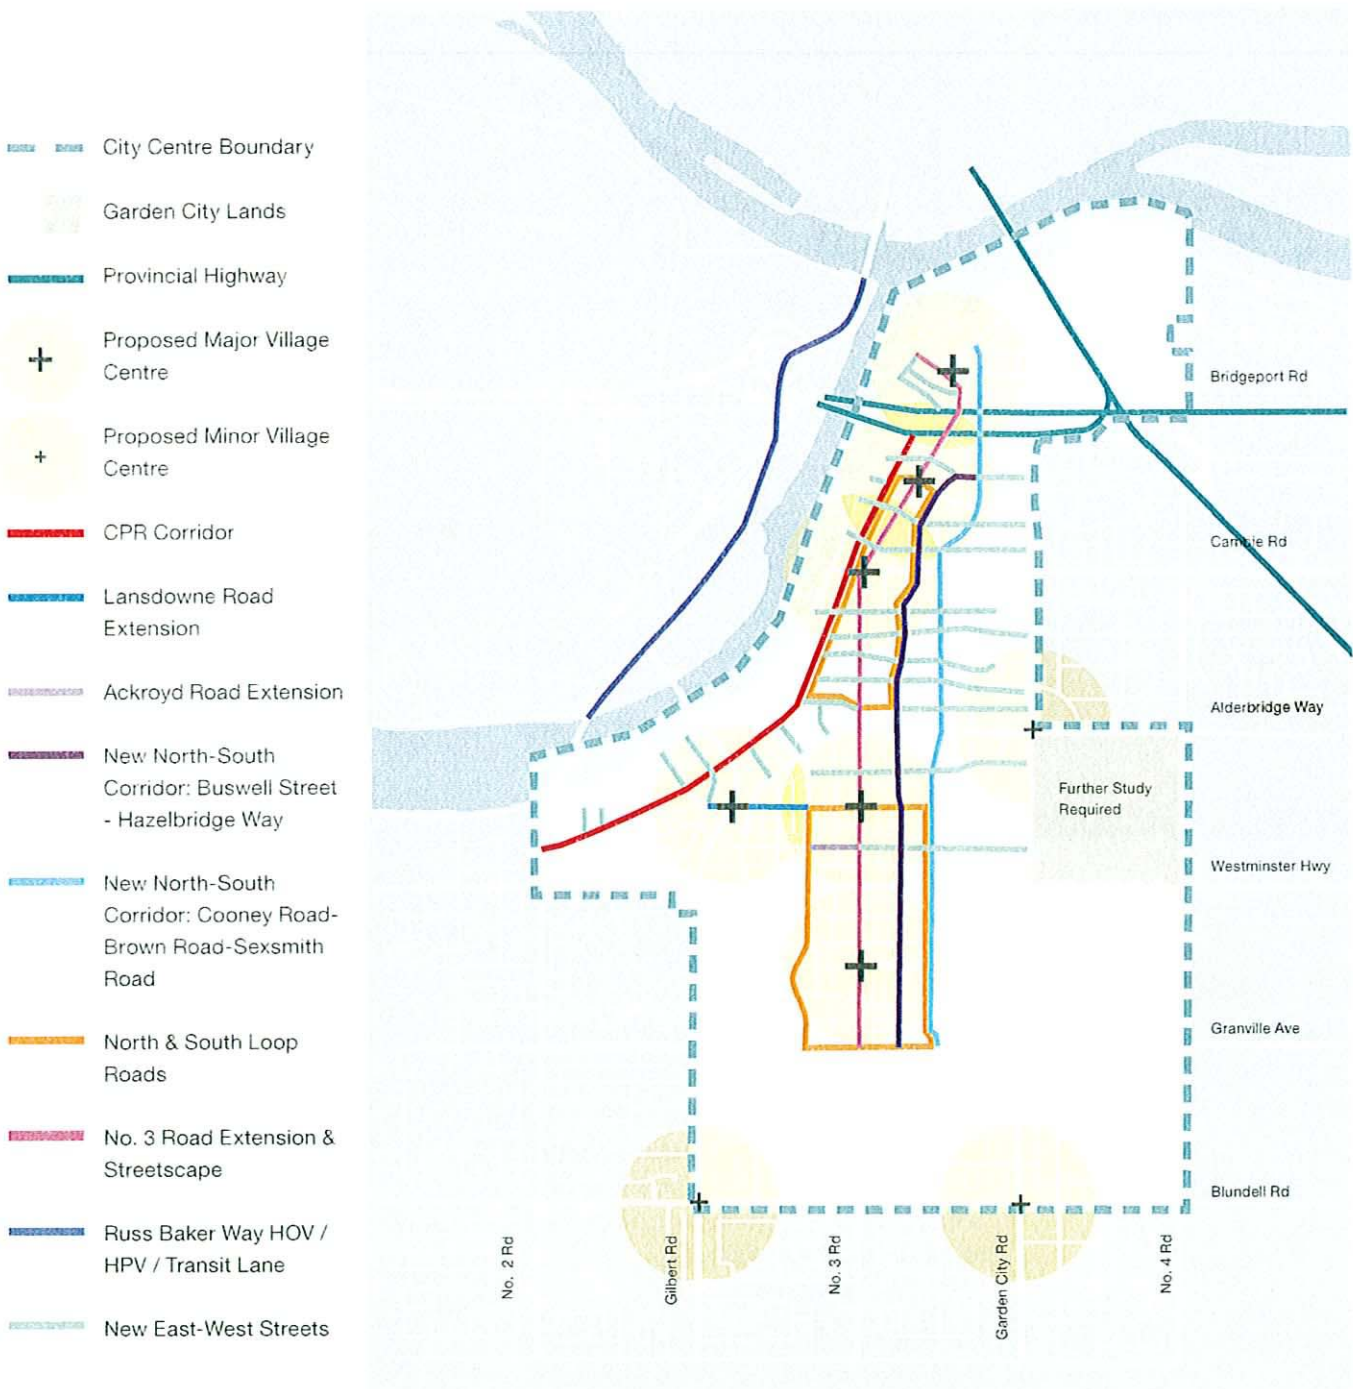 City Centre Boundary
Garden City Lands
Provincial Highway
Proposed Major Village
Centre
Proposed Minor Village
Centre
CPR Corridor
Lansdowne Road
Extension
Ackroyd Road Extension
New North-South
Corridor: Buswell Street
- Hazelbridge Way
New North-South
Corridor: Cooney Road-
Brown Road-Sexsmith
Road
North & South Loop
Roads
No. 3 Road Extension &
Streetscape
Russ Baker Way HOV /
HPV / Transit Lane
New East-West Streets
Bridgeport Rd
Cambie Rd
Alderbridge Way
Further Study
Required
Westminster Hwy
Granville Ave
Blundell Rd
No. 2 Rd
Gilbert Rd
No. 3 Rd
Garden City Rd
No. 4 Rd